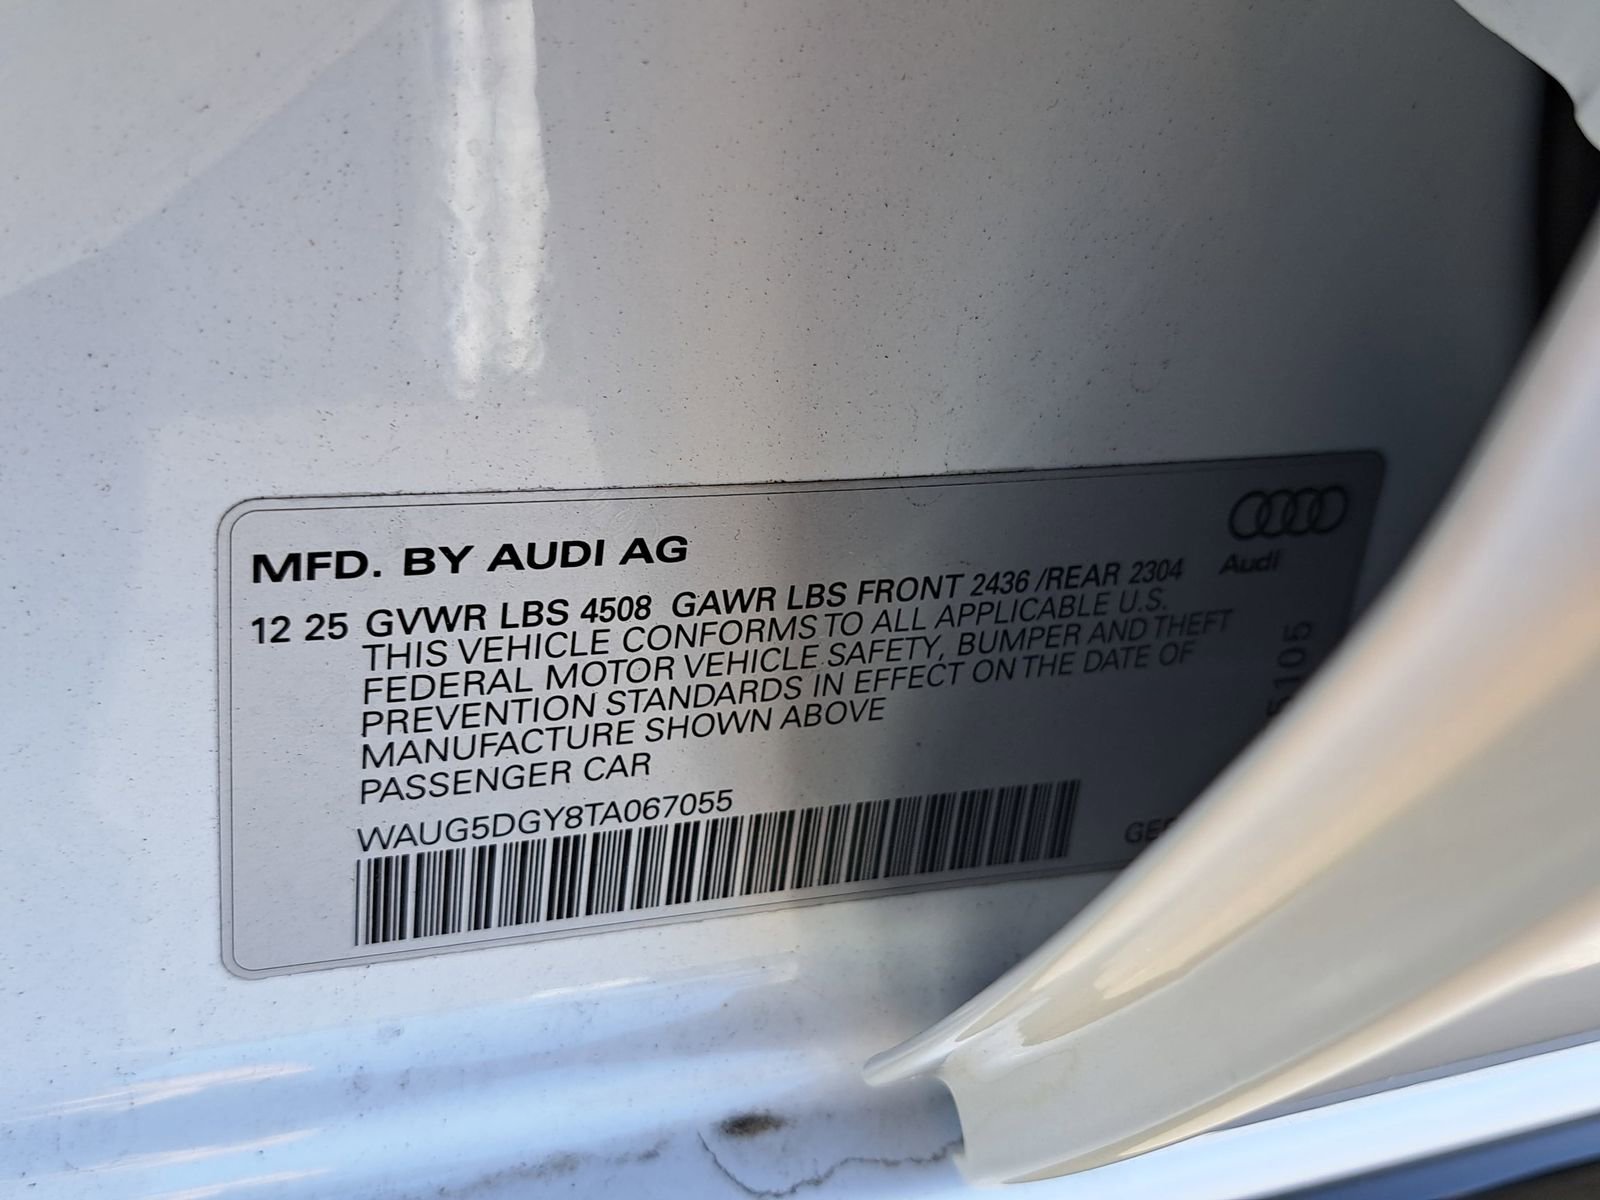 MFD. BY AUDI AG
Audi
12 25 GVWR LBS 4508 GAWR LBS FRONT 2436 /REAR 2304
THIS VEHICLE CONFORMS TO ALL APPLICABLE U.S.
FEDERAL MOTOR VEHICLE SAFETY, BUMPER AND THEFT
PREVENTION STANDARDS IN EFFECT ON THE DATE OF
MANUFACTURE SHOWN ABOVE
PASSENGER CAR
WAUG5DGY8TA067055